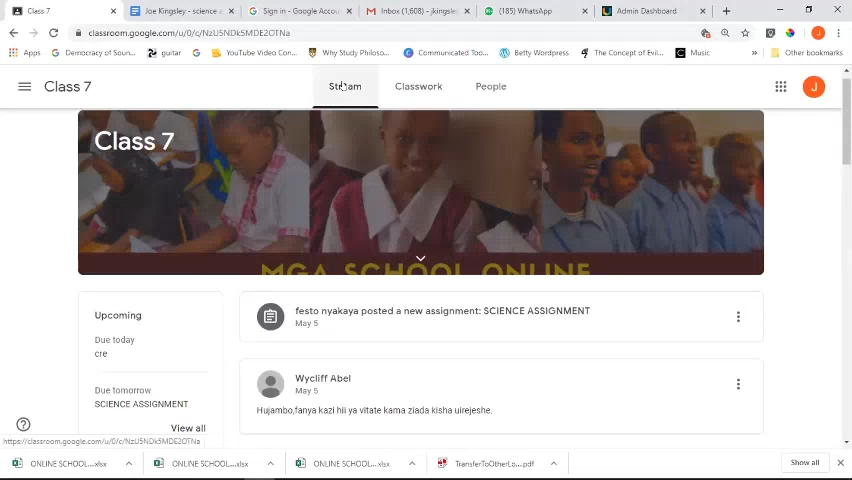 Class 7
Joe Kingsley - science a
Sign in - Google Accou
Inbox (1,608) - jkingsle
(185) WhatsApp
Admin Dashboard
classroom.google.com/u/0/c/NzU5NDk5MDE2OTNa
Apps
Democracy of Soun...
guitar
YouTube Video Con...
Why Study Philoso...
Communicated Too...
Betty Wordpress
The Concept of Evil...
Music
Other bookmarks
Class 7
Stream
Classwork
People
J
Class 7
MGA SCHOOL ONLINE
Upcoming
Due today
cre
Due tomorrow
SCIENCE ASSIGNMENT
View all
festo nyakaya posted a new assignment: SCIENCE ASSIGNMENT
May 5
Wycliff Abel
May 5
Hujambo,fanya kazi hii ya vitate kama ziada kisha uirejeshe.
https://classroom.google.com/u/0/c/NzU5NDk5MDE2OTNa
ONLINE SCHOOL....xlsx
ONLINE SCHOOL....xlsx
ONLINE SCHOOL....xlsx
TransferToOtherLo....pdf
Show all